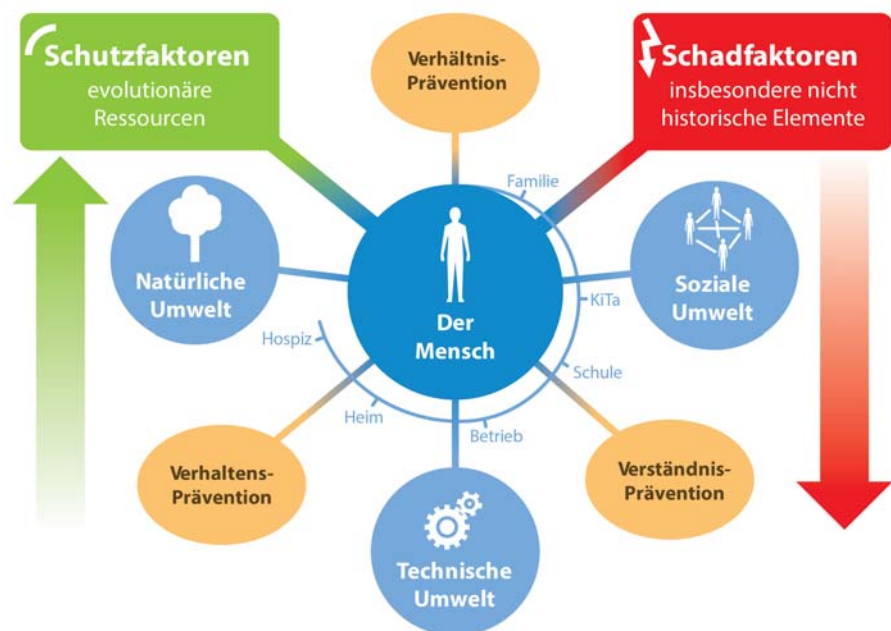 Schutzfaktoren
evolutionäre
Ressourcen
Verhältnis-
Prävention
Schadfaktoren
insbesondere nicht
historische Elemente
Familie
Natürliche
Umwelt
Der
Mensch
Soziale
Umwelt
KiTa
Hospiz
Schule
Heim
Betrieb
Verhaltens-
Prävention
Verständnis-
Prävention
Technische
Umwelt